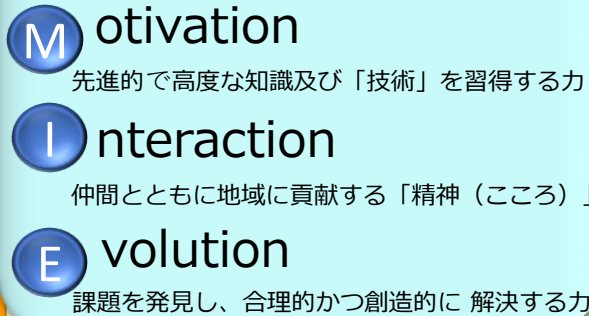 Motivation
先進的で高度な知識及び「技術」を習得する力
Interaction
仲間とともに地域に貢献する「精神（こころ）」
Evolution
課題を発見し、合理的かつ創造的に 解決する力